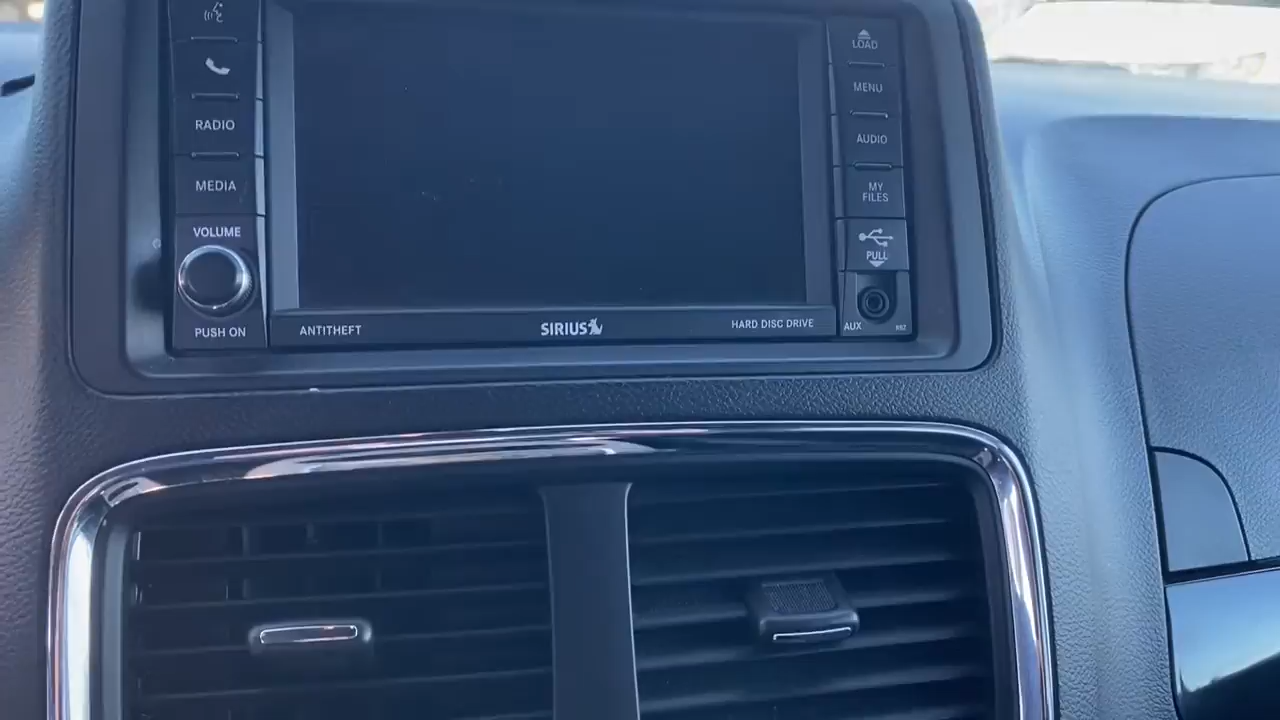 RADIO
MEDIA
VOLUME
PUSH ON
ANTITHEFT
SIRIUS
HARD DISC DRIVE
LOAD
MENU
AUDIO
MY
FILES
PULL
AUX